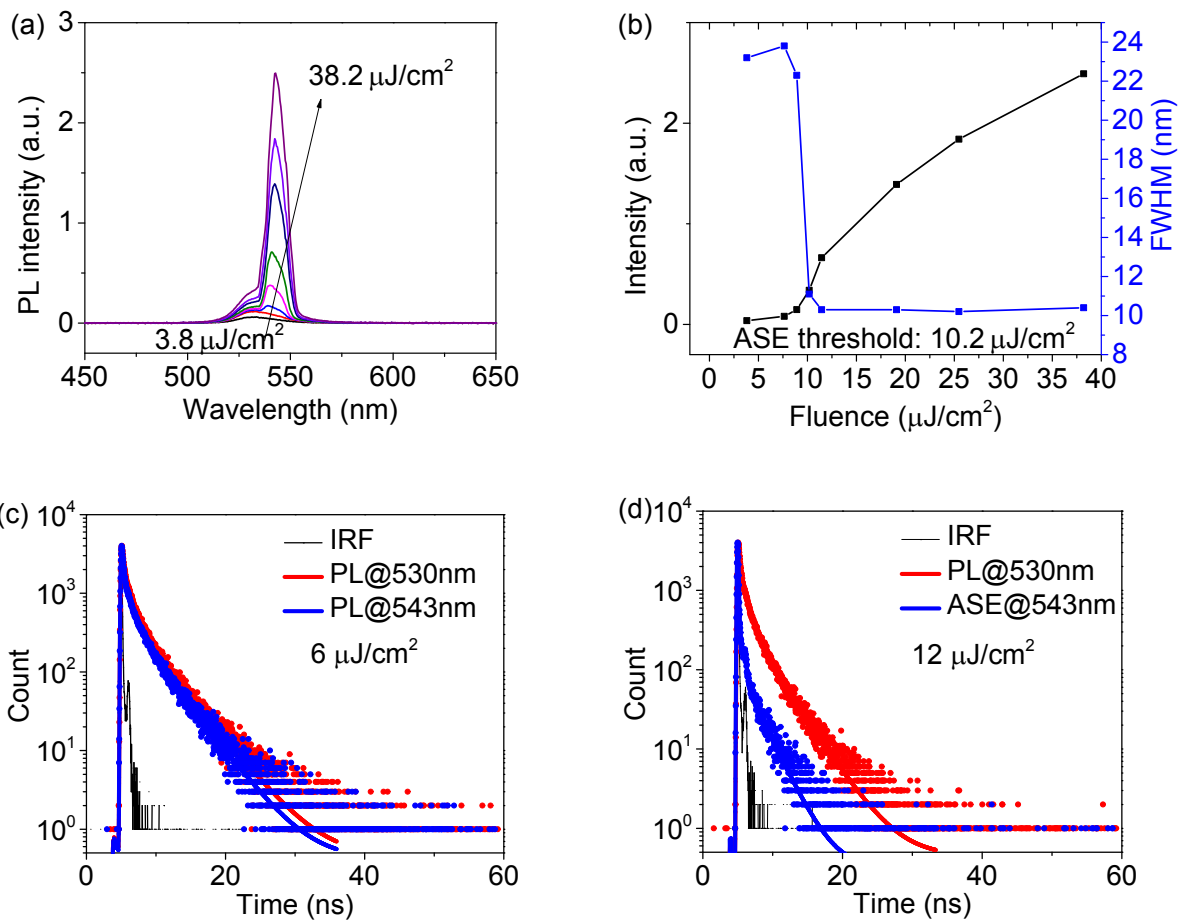 (a)
3
2
1
0
PL intensity (a.u.)
38.2 μJ/cm²
3.8 μJ/cm²
450 500 550 600 650
Wavelength (nm)
(b)
2
0
Intensity (a.u.)
24
22
20
18
16
14
12
10
8
FWHM (nm)
ASE threshold: 10.2 μJ/cm²
0 5 10 15 20 25 30 35 40
Fluence (μJ/cm²)
(c)
10⁴
10³
10²
10¹
10⁰
Count
IRF
PL@530nm
PL@543nm
6 μJ/cm²
0 20 40 60
Time (ns)
(d)
10⁴
10³
10²
10¹
10⁰
Count
IRF
PL@530nm
ASE@543nm
12 μJ/cm²
0 20 40 60
Time (ns)